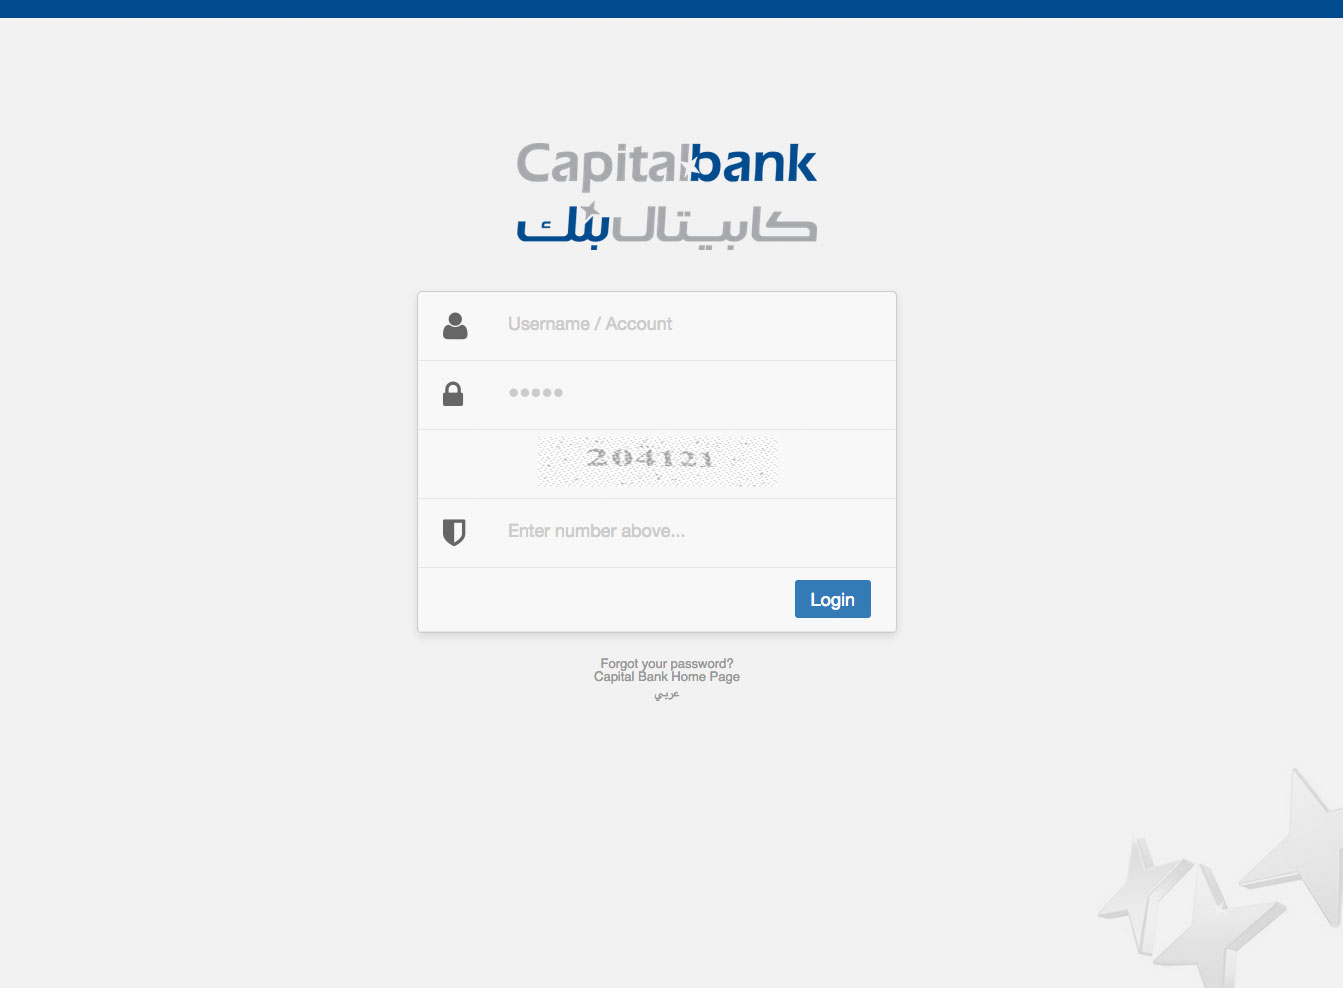 Capitalbank
كابيتال بنك
Username / Account
204121
Enter number above...
Login
Forgot your password?
Capital Bank Home Page
عربي